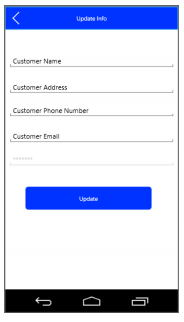 Update Info
Customer Name
Customer Address
Customer Phone Number
Customer Email
Update